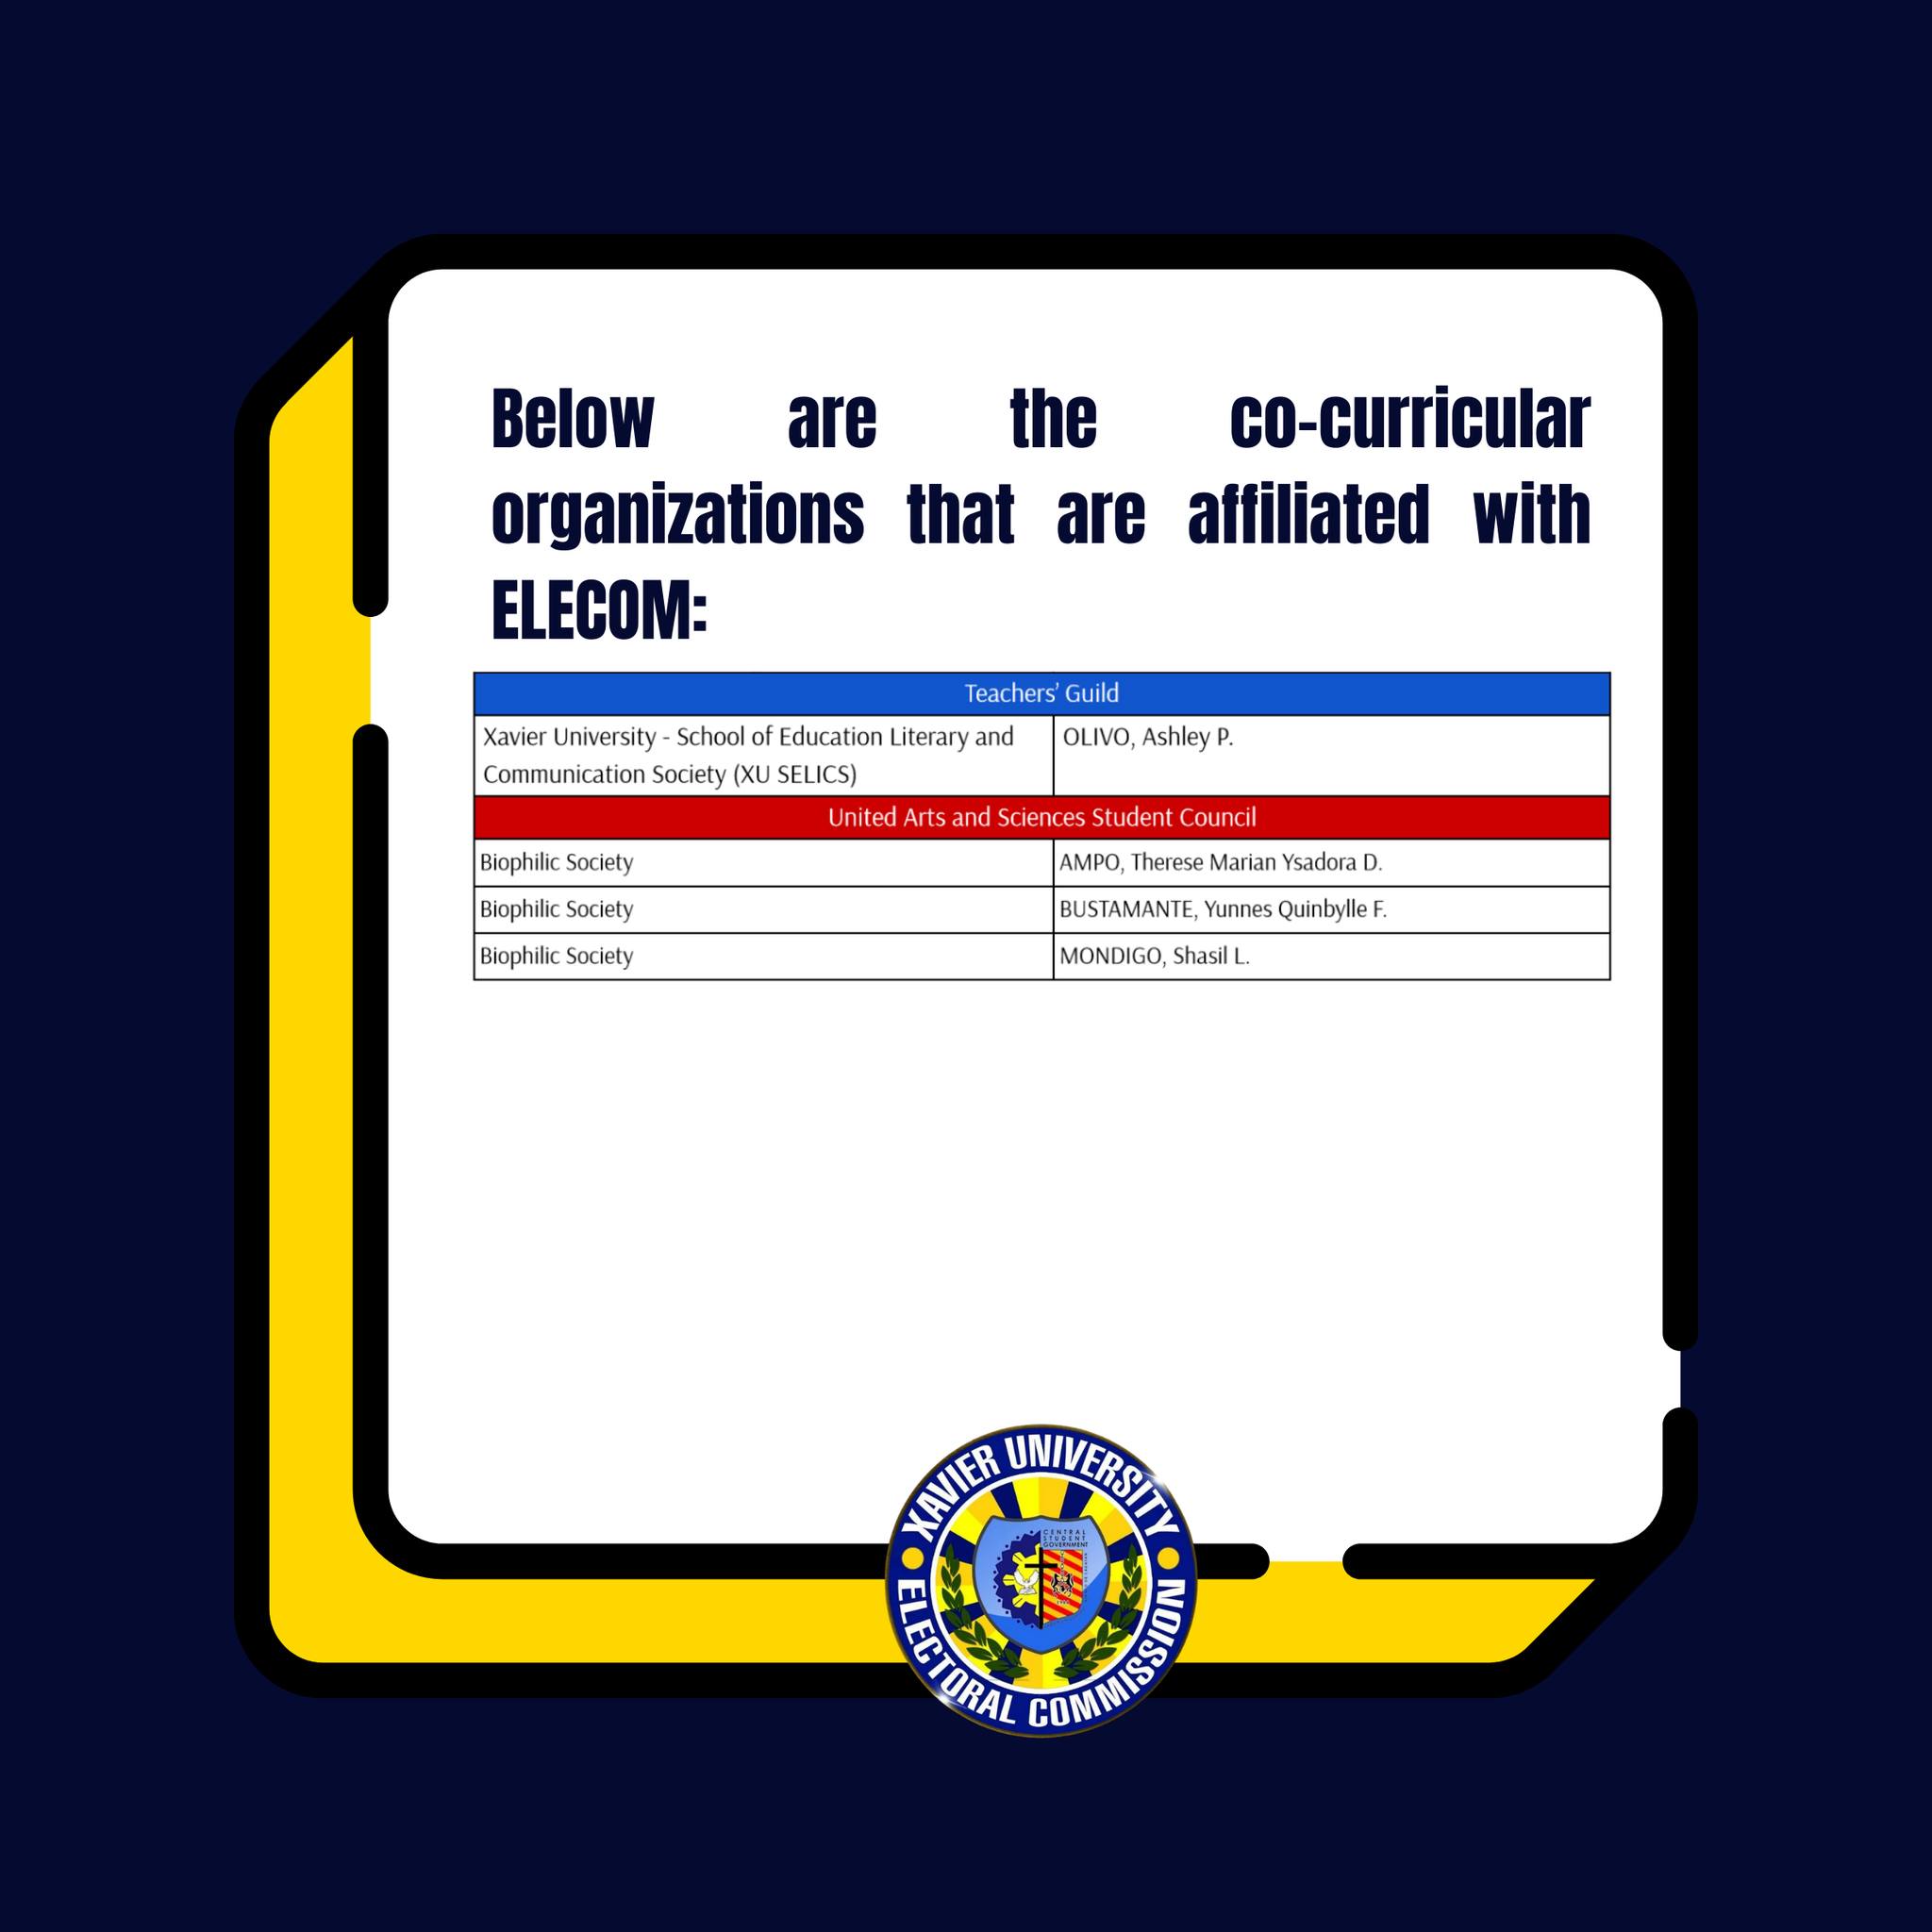 Below are the co-curricular
organizations that are affiliated with
ELECOM:
Teachers’ Guild
Xavier University - School of Education Literary and
Communication Society (XU SELICS)
OLIVO, Ashley P.
United Arts and Sciences Student Council
Biophilic Society
AMPO, Therese Marian Ysadora D.
Biophilic Society
BUSTAMANTE, Yunnes Quinbylle F.
Biophilic Society
MONDIGO, Shasil L.
XAVIER UNIVERSITY
CENTRAL
STUDENT
GOVERNMENT
ELECTORAL COMMISSION